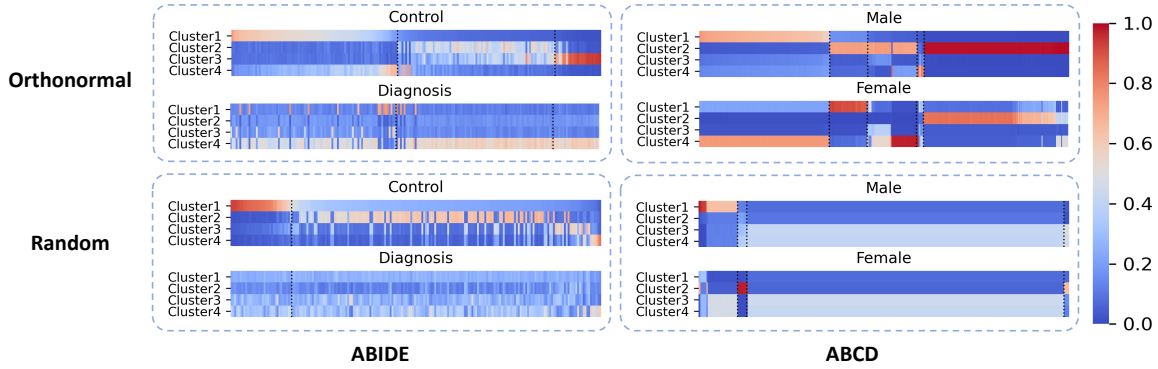 Orthonormal
Control
Cluster1
Cluster2
Cluster3
Cluster4
Diagnosis
Cluster1
Cluster2
Cluster3
Cluster4
Male
Cluster1
Cluster2
Cluster3
Cluster4
Female
Cluster1
Cluster2
Cluster3
Cluster4
Random
Control
Cluster1
Cluster2
Cluster3
Cluster4
Diagnosis
Cluster1
Cluster2
Cluster3
Cluster4
Male
Cluster1
Cluster2
Cluster3
Cluster4
Female
Cluster1
Cluster2
Cluster3
Cluster4
ABIDE
ABCD
1.0
0.8
0.6
0.4
0.2
0.0